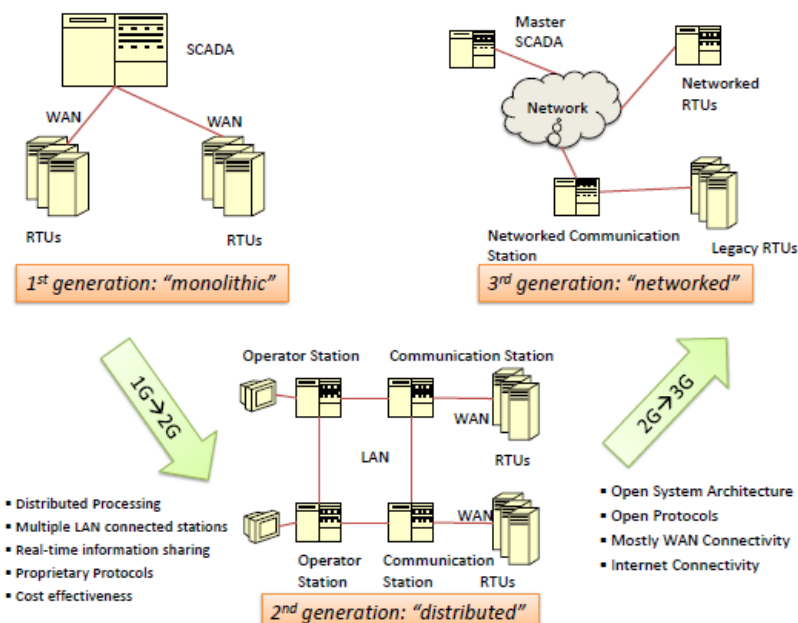 SCADA
WAN
WAN
RTUs
RTUs
1st generation: “monolithic”
Master
SCADA
Network
Networked
RTUs
Networked Communication
Station
Legacy RTUs
3rd generation: “networked”
1G→2G
▪ Distributed Processing
▪ Multiple LAN connected stations
▪ Real-time information sharing
▪ Proprietary Protocols
▪ Cost effectiveness
Operator Station
Communication Station
WAN
RTUs
LAN
WAN
Operator
Station
Communication
Station
RTUs
2nd generation: “distributed”
2G→3G
▪ Open System Architecture
▪ Open Protocols
▪ Mostly WAN Connectivity
▪ Internet Connectivity